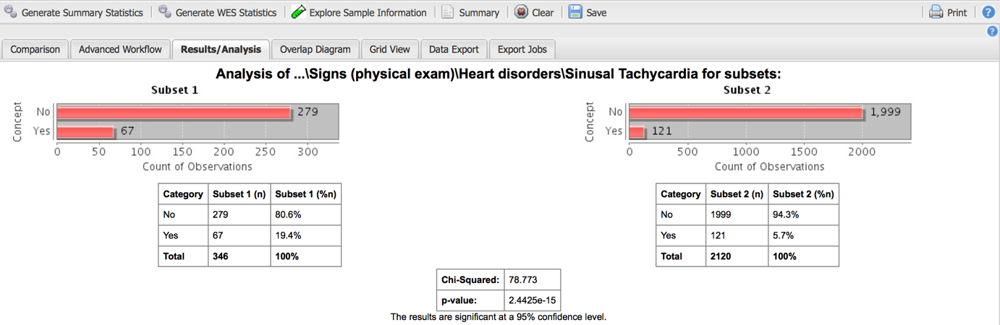 Generate Summary Statistics Generate WES Statistics Explore Sample Information Summary Clear Save Print ?
?
Comparison Advanced Workflow Results/Analysis Overlap Diagram Grid View Data Export Export Jobs
Analysis of ...\Signs (physical exam)\Heart disorders\Sinusal Tachycardia for subsets:
Subset 1
Concept
No 279
Yes 67
0 50 100 150 200 250 300
Count of Observations
Category Subset 1 (n) Subset 1 (%n)
No 279 80.6%
Yes 67 19.4%
Total 346 100%
Subset 2
Concept
No 1,999
Yes 121
0 500 1000 1500 2000
Count of Observations
Category Subset 2 (n) Subset 2 (%n)
No 1999 94.3%
Yes 121 5.7%
Total 2120 100%
Chi-Squared: 78.773
p-value: 2.4425e-15
The results are significant at a 95% confidence level.